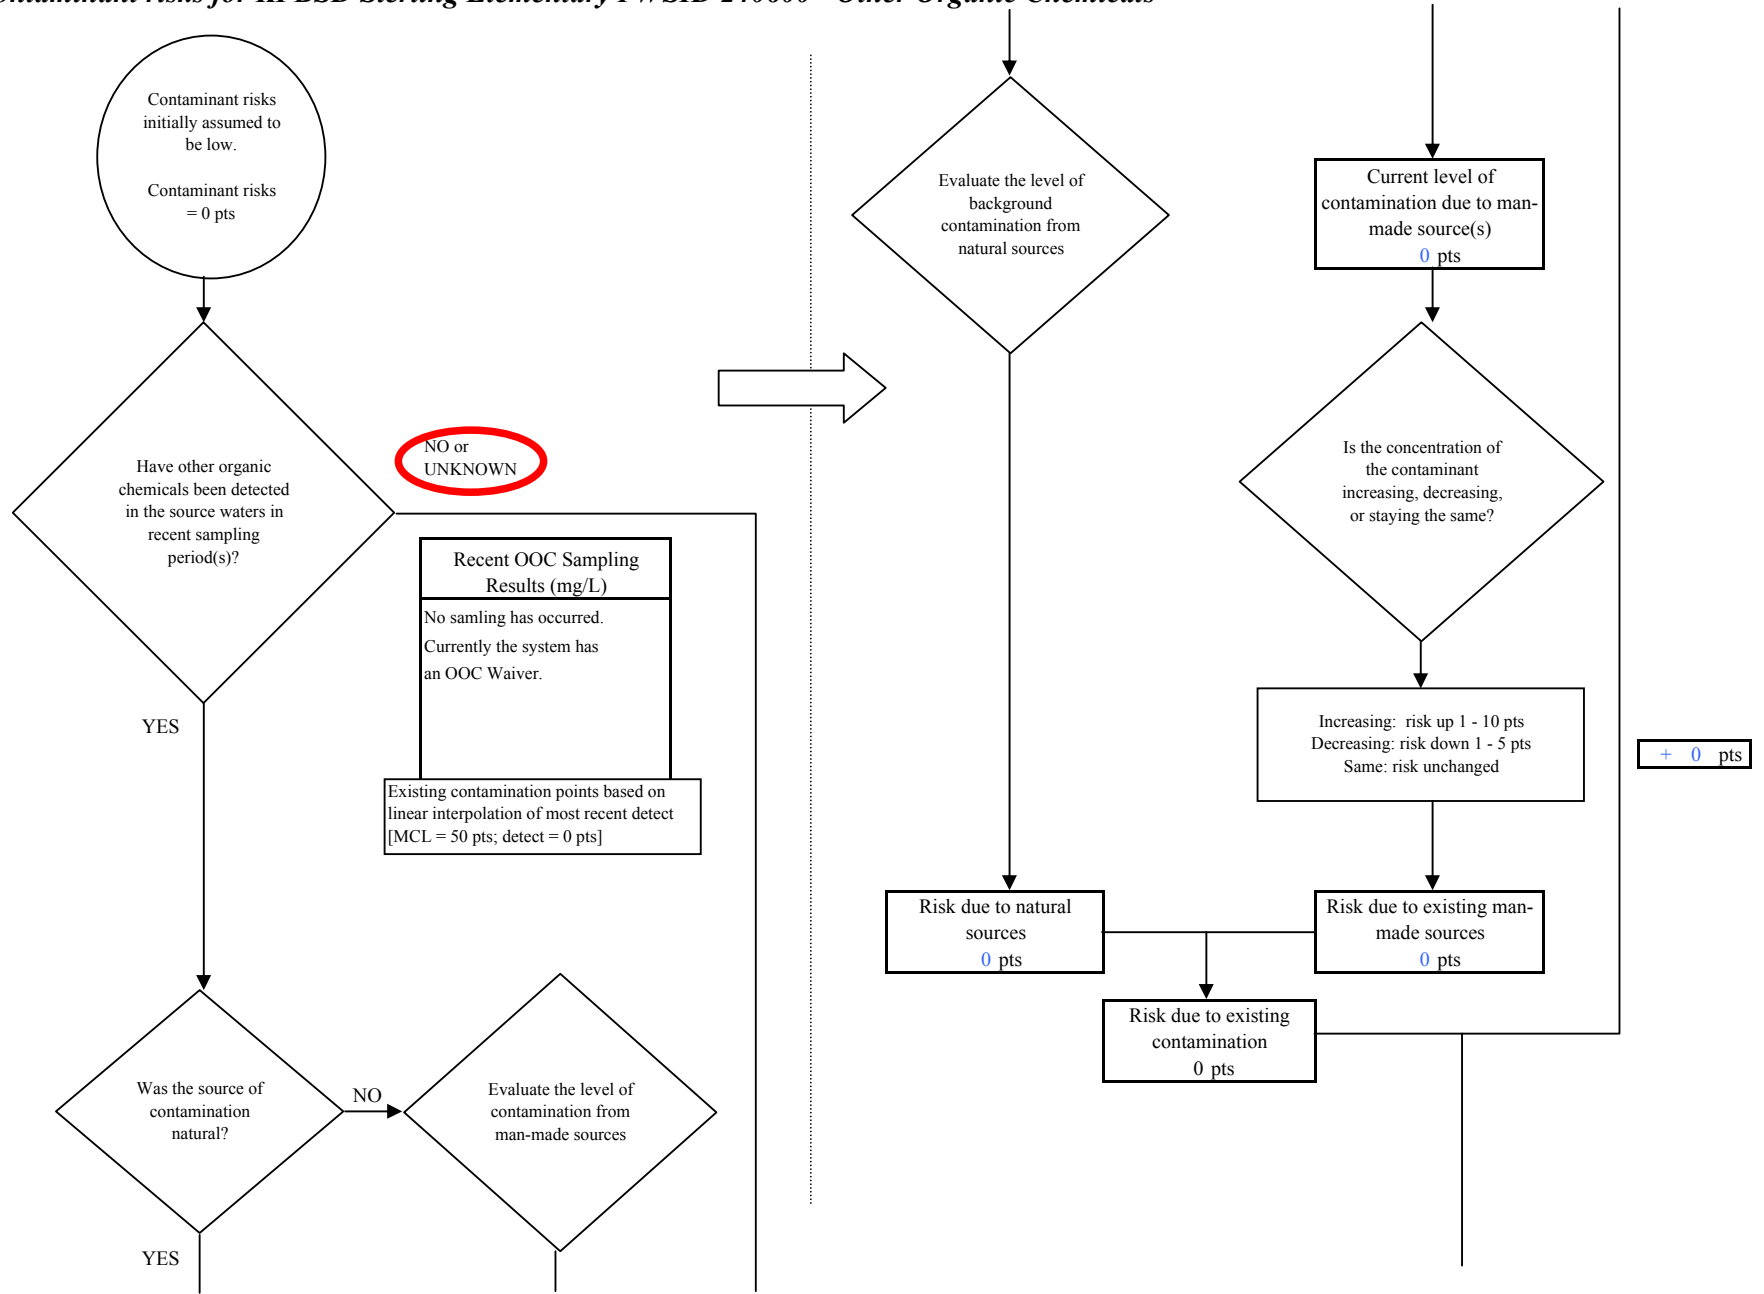 Contaminant risks
initially assumed to
be low.
Contaminant risks
= 0 pts
Have other organic
chemicals been detected
in the source waters in
recent sampling
period(s)?
NO or
UNKNOWN
Recent OOC Sampling
Results (mg/L)
No samling has occurred.
Currently the system has
an OOC Waiver.
Existing contamination points based on
linear interpolation of most recent detect
[MCL = 50 pts; detect = 0 pts]
YES
Was the source of
contamination
natural?
NO
Evaluate the level of
contamination from
man-made sources
YES
Evaluate the level of
background
contamination from
natural sources
Current level of
contamination due to man-
made source(s)
0 pts
Is the concentration of
the contaminant
increasing, decreasing,
or staying the same?
Increasing: risk up 1 - 10 pts
Decreasing: risk down 1 - 5 pts
Same: risk unchanged
+ 0 pts
Risk due to natural
sources
0 pts
Risk due to existing man-
made sources
0 pts
Risk due to existing
contamination
0 pts